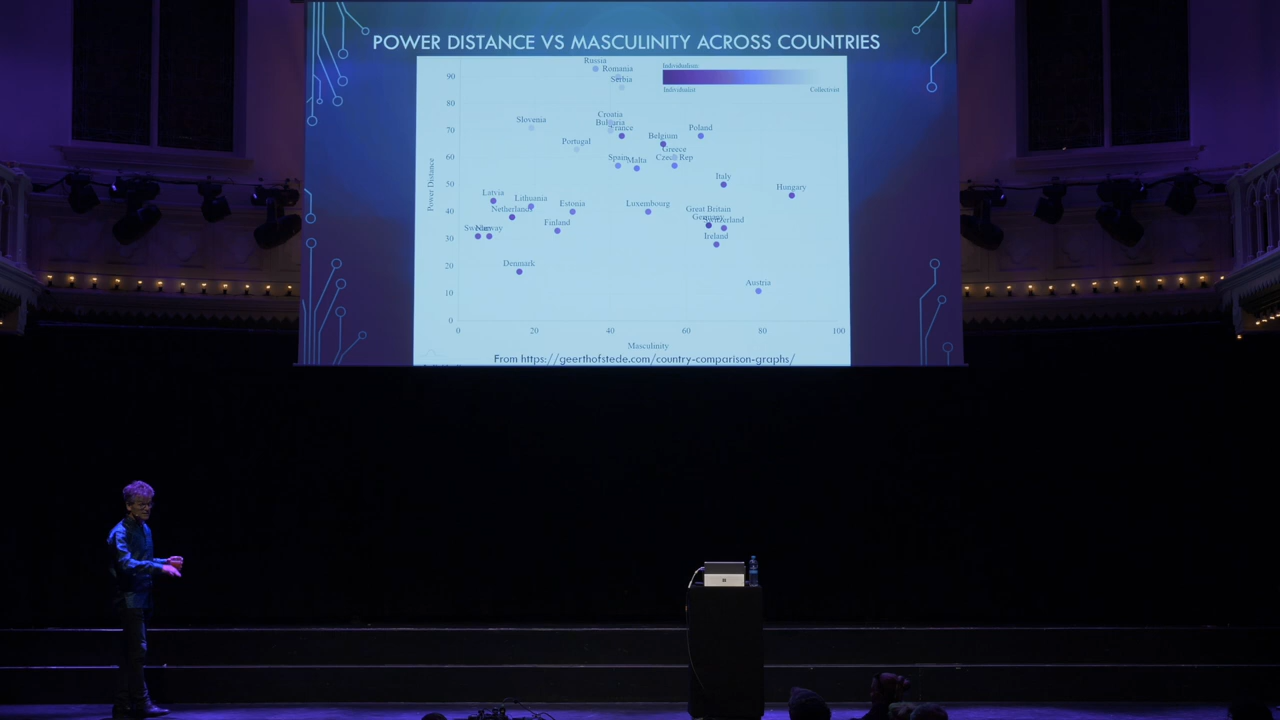 POWER DISTANCE VS MASCULINITY ACROSS COUNTRIES
Russia
Romania
Serbia
Individualism
Individualist
Collectivist
90
80
70
60
50
40
30
20
10
0
Power Distance
Slovenia
Croatia
Bulgaria
France
Portugal
Belgium
Poland
Greece
Spain
Malta
Czech Rep
Italy
Hungary
Latvia
Lithuania
Netherlands
Estonia
Luxembourg
Great Britain
Germany
Switzerland
Finland
Sweden
Norway
Ireland
Denmark
Austria
0
20
40
60
80
100
Masculinity
From https://geerthofstede.com/country-comparison-graphs/